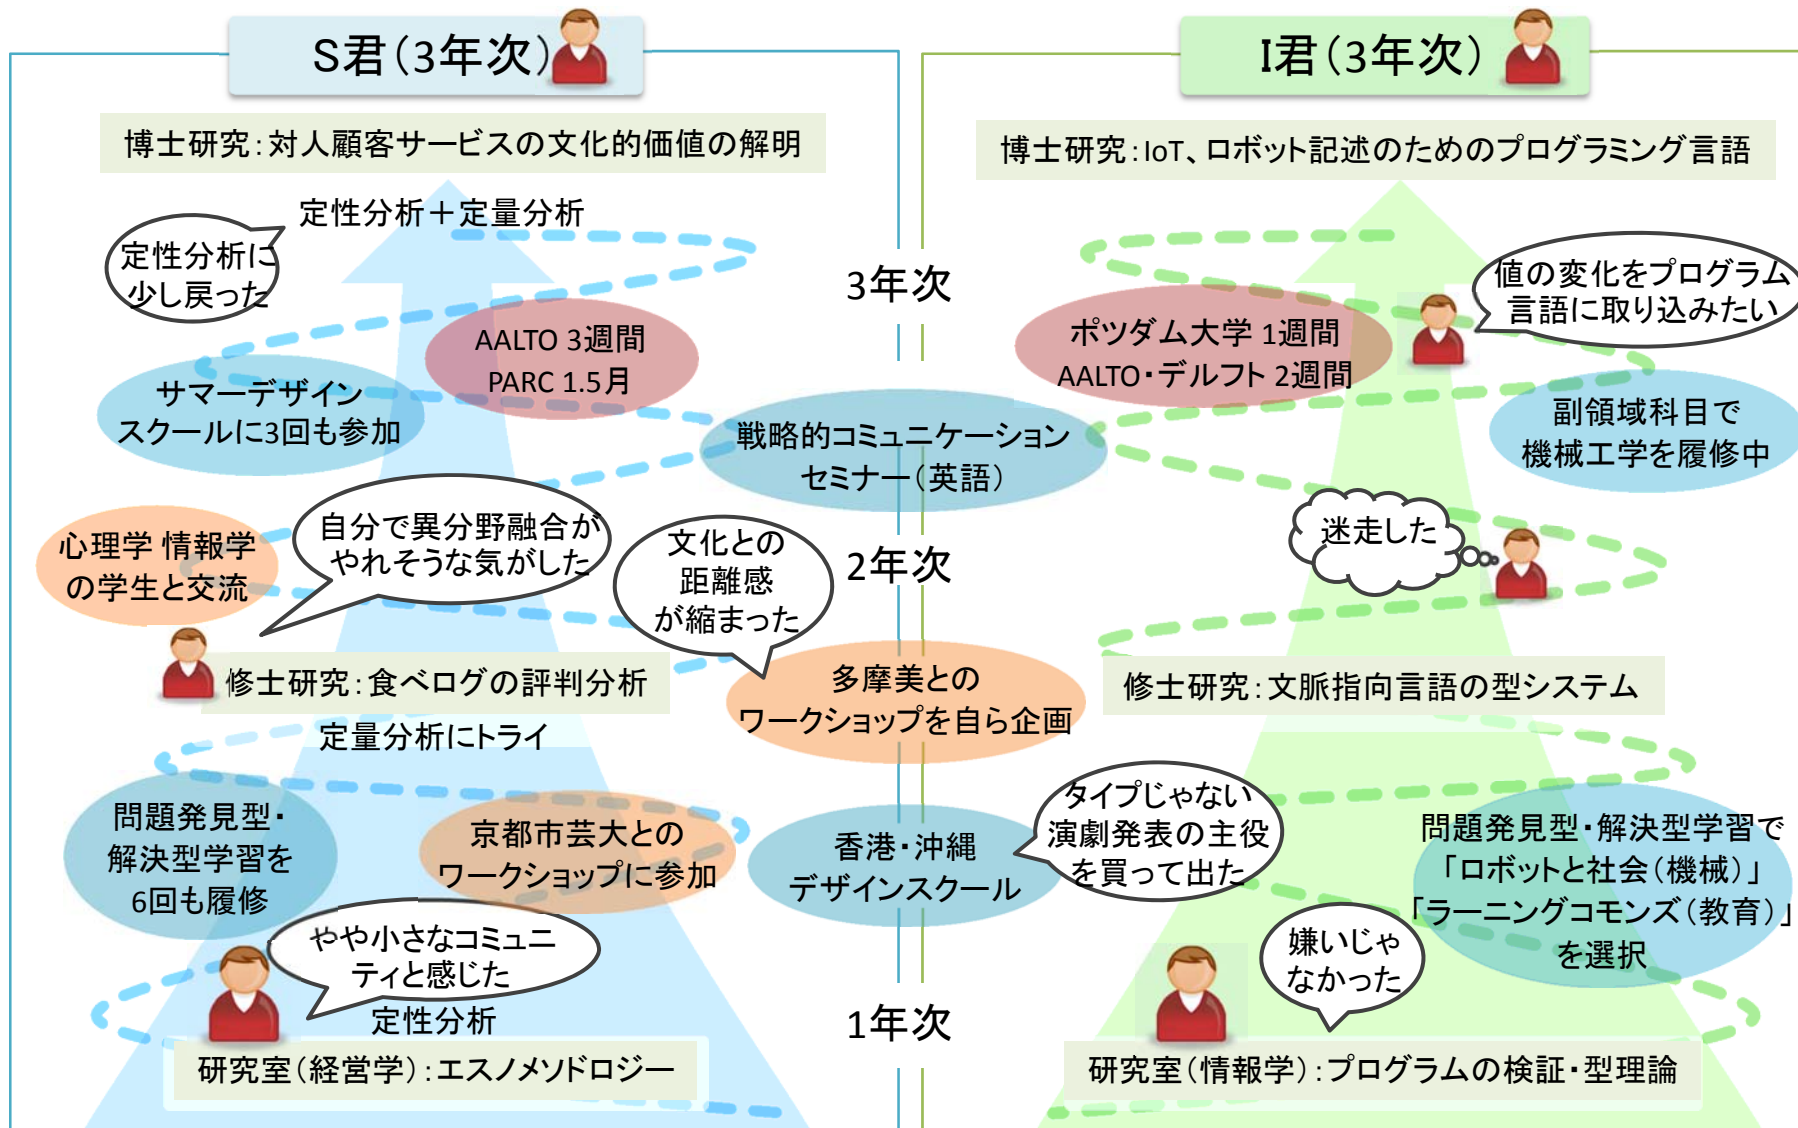 S君(3年次)
博士研究:対人顧客サービスの文化的価値の解明
定性分析+定量分析
定性分析に
少し戻った
AALTO 3週間
PARC 1.5月
サマーデザイン
スクールに3回も参加
心理学 情報学
の学生と交流
自分で異分野融合が
やれそうな気がした
文化との
距離感
が縮まった
修士研究:食べログの評判分析
定量分析にトライ
問題発見型・
解決型学習を
6回も履修
京都市芸大との
ワークショップに参加
やや小さなコミュニ
ティと感じた
定性分析
研究室(経営学):エスノメソドロジー
3年次
戦略的コミュニケーション
セミナー(英語)
2年次
多摩美との
ワークショップを自ら企画
香港・沖縄
デザインスクール
1年次
I君(3年次)
博士研究:IoT、ロボット記述のためのプログラミング言語
値の変化をプログラム
言語に取り込みたい
ポツダム大学 1週間
AALTO・デルフト 2週間
副領域科目で
機械工学を履修中
迷走した
修士研究:文脈指向言語の型システム
タイプじゃない
演劇発表の主役
を買って出た
問題発見型・解決型学習で
「ロボットと社会(機械)」
「ラーニングコモンズ(教育)」
を選択
嫌いじゃ
なかった
研究室(情報学):プログラムの検証・型理論